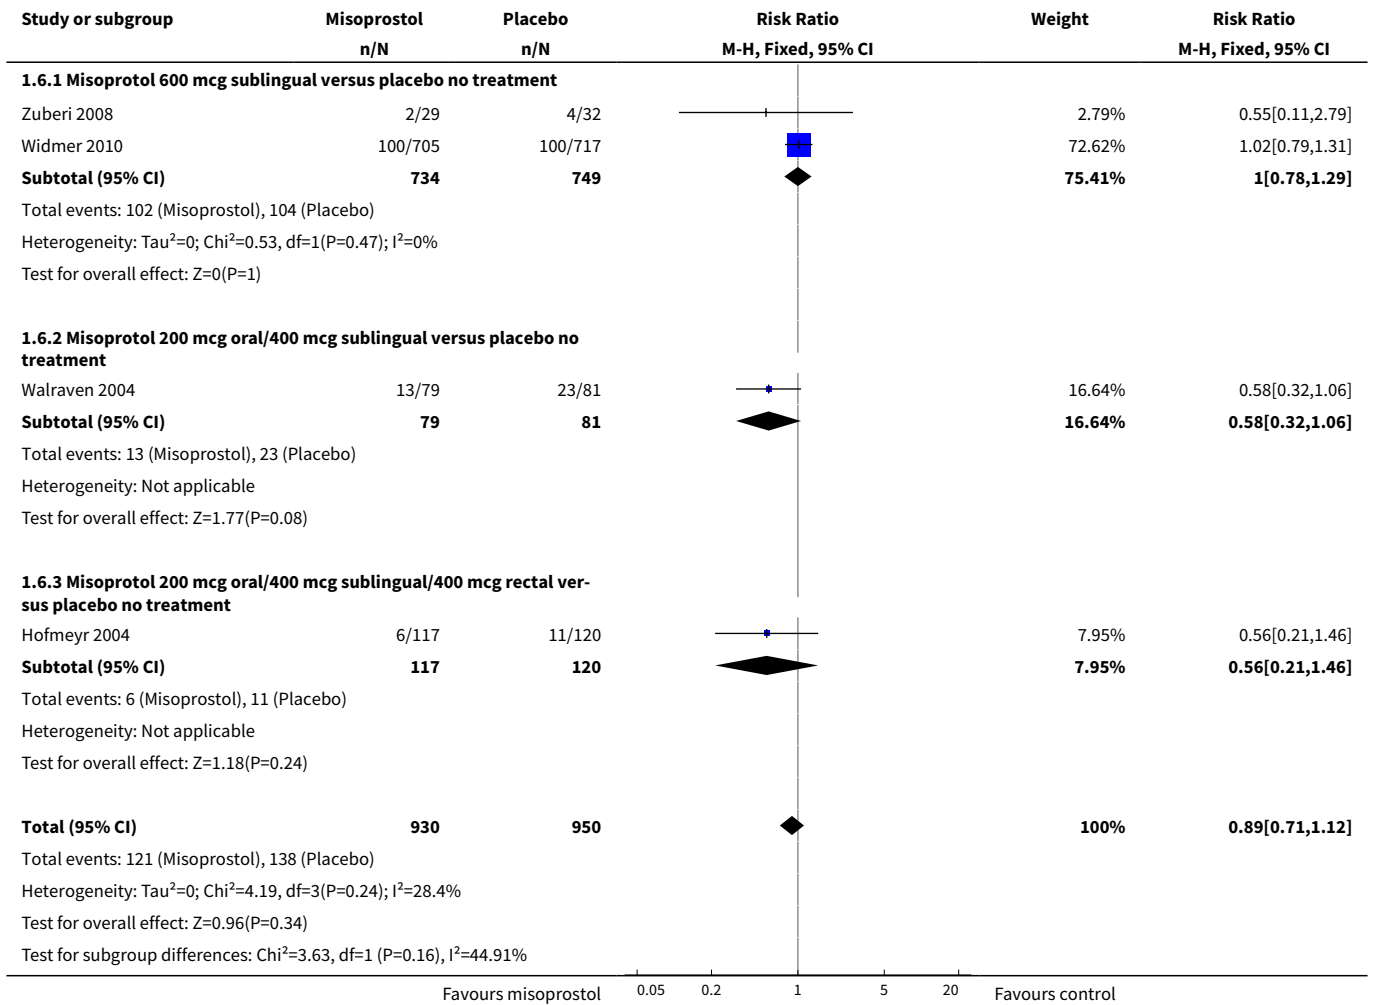 Study or subgroup Misoprostol Placebo Risk Ratio Weight Risk Ratio
n/N n/N M-H, Fixed, 95% CI M-H, Fixed, 95% CI
1.6.1 Misoprotol 600 mcg sublingual versus placebo no treatment
Zuberi 2008 2/29 4/32 2.79% 0.55[0.11,2.79]
Widmer 2010 100/705 100/717 72.62% 1.02[0.79,1.31]
Subtotal (95% CI) 734 749 75.41% 1[0.78,1.29]
Total events: 102 (Misoprostol), 104 (Placebo)
Heterogeneity: Tau²=0; Chi²=0.53, df=1(P=0.47); I²=0%
Test for overall effect: Z=0(P=1)
1.6.2 Misoprotol 200 mcg oral/400 mcg sublingual versus placebo no
treatment
Walraven 2004 13/79 23/81 16.64% 0.58[0.32,1.06]
Subtotal (95% CI) 79 81 16.64% 0.58[0.32,1.06]
Total events: 13 (Misoprostol), 23 (Placebo)
Heterogeneity: Not applicable
Test for overall effect: Z=1.77(P=0.08)
1.6.3 Misoprotol 200 mcg oral/400 mcg sublingual/400 mcg rectal ver-
sus placebo no treatment
Hofmeyr 2004 6/117 11/120 7.95% 0.56[0.21,1.46]
Subtotal (95% CI) 117 120 7.95% 0.56[0.21,1.46]
Total events: 6 (Misoprostol), 11 (Placebo)
Heterogeneity: Not applicable
Test for overall effect: Z=1.18(P=0.24)
Total (95% CI) 930 950 100% 0.89[0.71,1.12]
Total events: 121 (Misoprostol), 138 (Placebo)
Heterogeneity: Tau²=0; Chi²=4.19, df=3(P=0.24); I²=28.4%
Test for overall effect: Z=0.96(P=0.34)
Test for subgroup differences: Chi²=3.63, df=1 (P=0.16), I²=44.91%
Favours misoprostol 0.05 0.2 1 5 20 Favours control